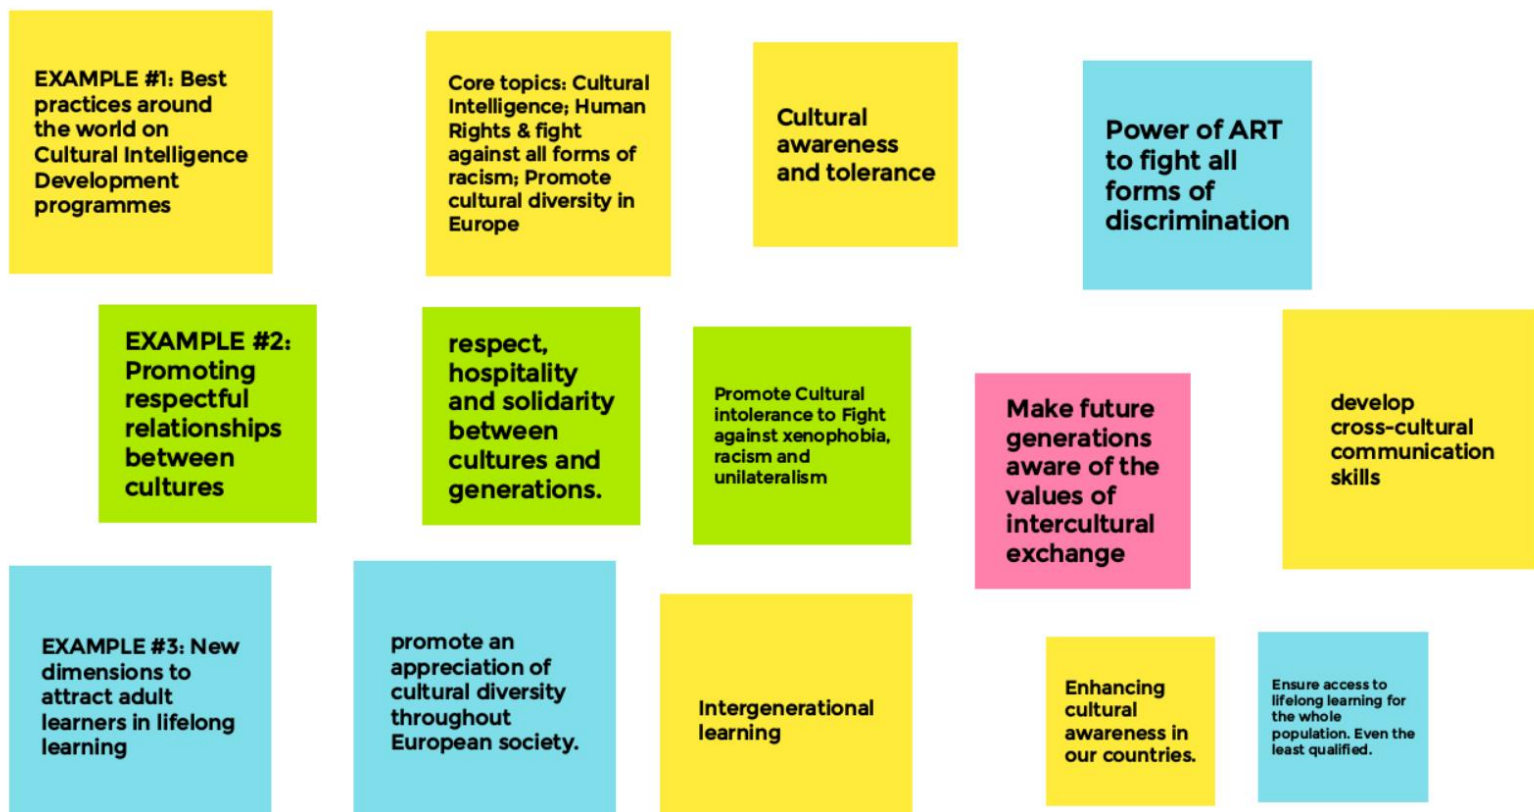 EXAMPLE #1: Best
practices around
the world on
Cultural Intelligence
Development
programmes
Core topics: Cultural
Intelligence; Human
Rights & fight
against all forms of
racism; Promote
cultural diversity in
Europe
Cultural
awareness
and tolerance
Power of ART
to fight all
forms of
discrimination
EXAMPLE #2:
Promoting
respectful
relationships
between
cultures
respect,
hospitality
and solidarity
between
cultures and
generations.
Promote Cultural
intolerance to Fight
against xenophobia,
racism and
unilateralism
Make future
generations
aware of the
values of
intercultural
exchange
develop
cross-cultural
communication
skills
EXAMPLE #3: New
dimensions to
attract adult
learners in lifelong
learning
promote an
appreciation of
cultural diversity
throughout
European society.
Intergenerational
learning
Enhancing
cultural
awareness in
our countries.
Ensure access to
lifelong learning for
the whole
population. Even the
least qualified.